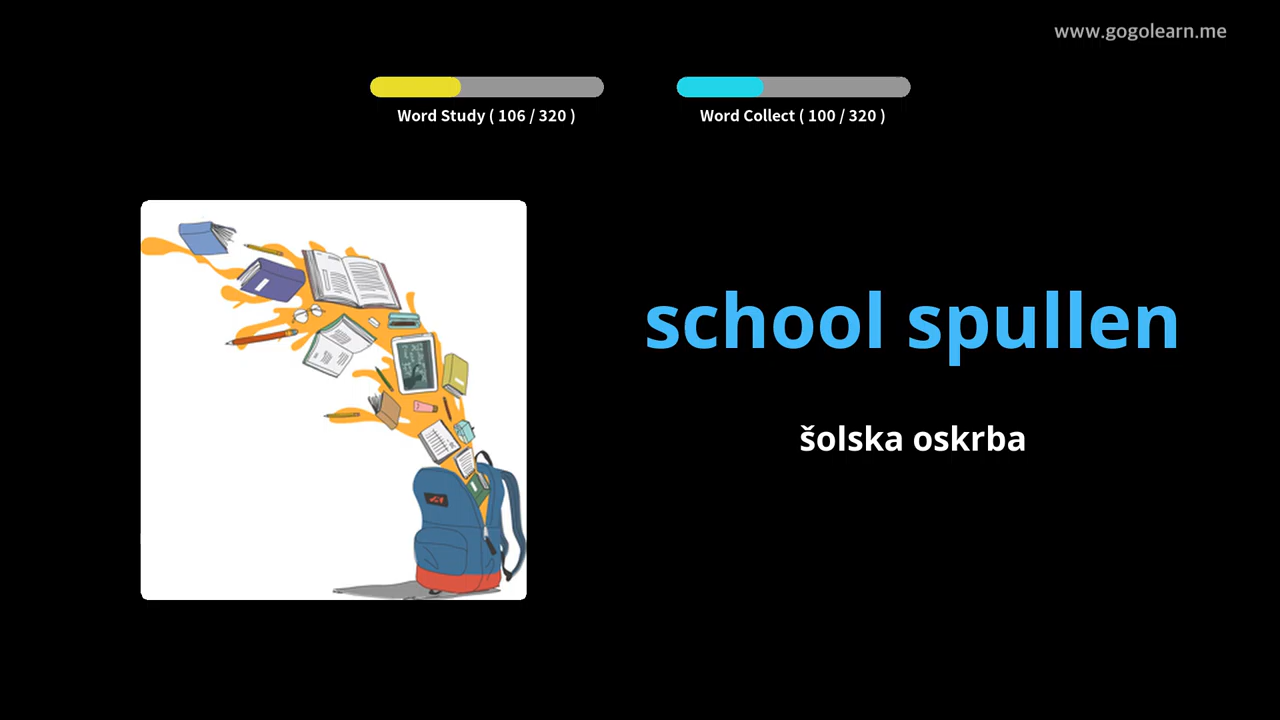 www.gogolearn.me
Word Study ( 106 / 320 )
Word Collect ( 100 / 320 )
school spullen
šolska oskrba